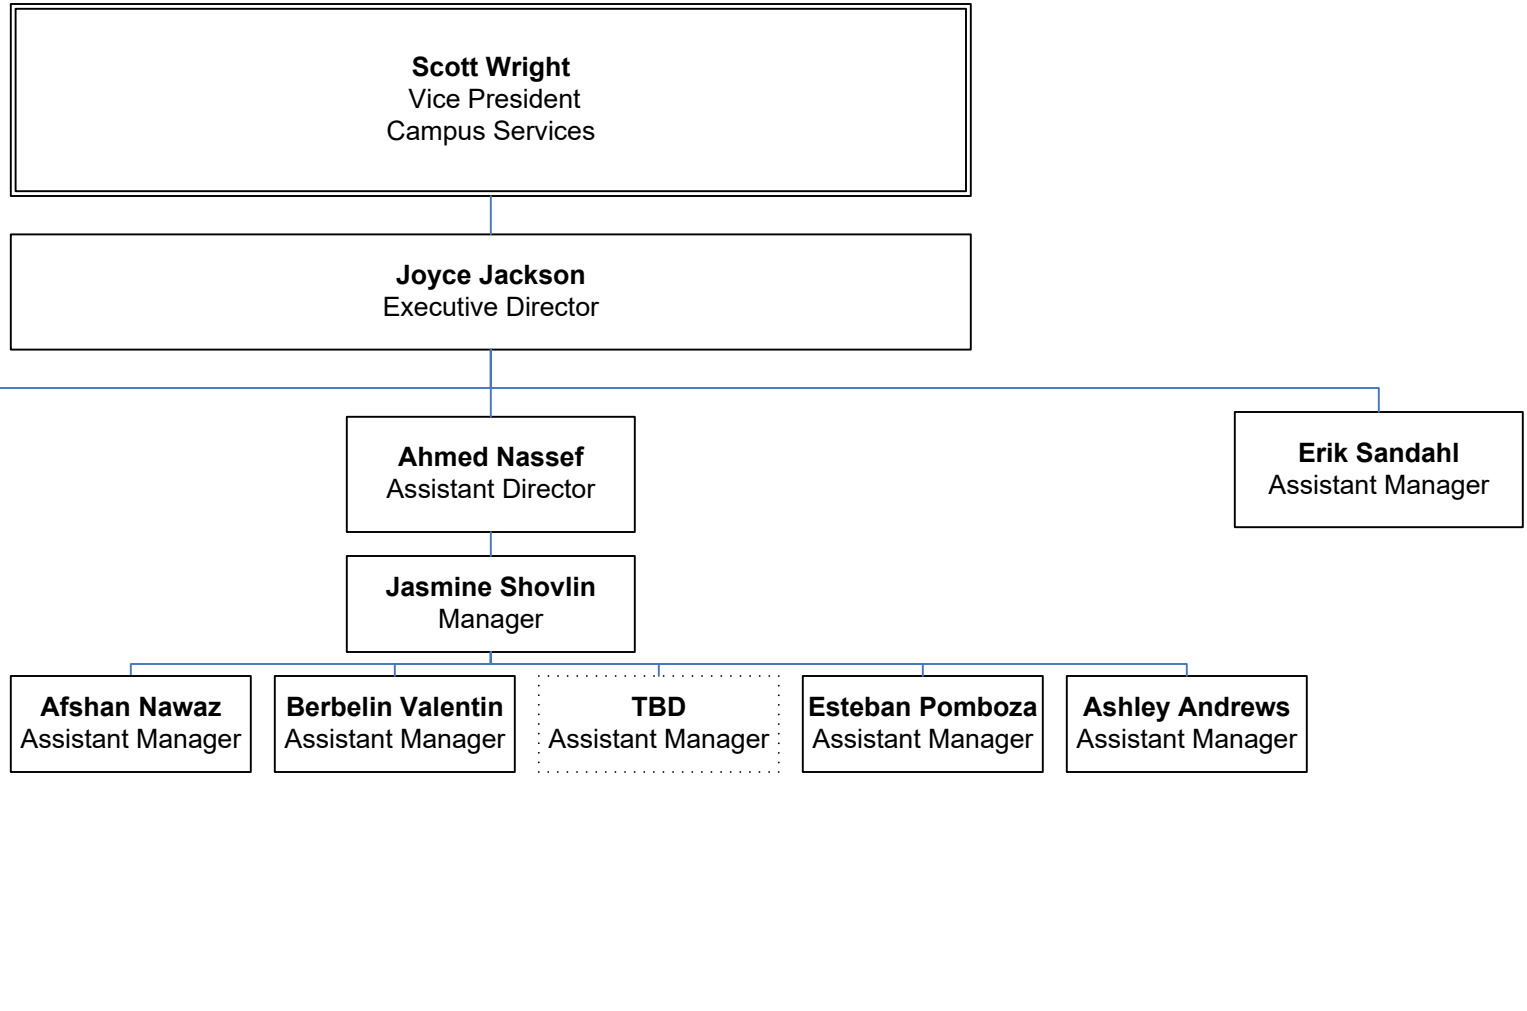 Scott Wright
Vice President
Campus Services
Joyce Jackson
Executive Director
Ahmed Nassef
Assistant Director
Erik Sandahl
Assistant Manager
Jasmine Shovlin
Manager
Afshan Nawaz
Assistant Manager
Berbelin Valentin
Assistant Manager
TBD
Assistant Manager
Esteban Pomboza
Assistant Manager
Ashley Andrews
Assistant Manager